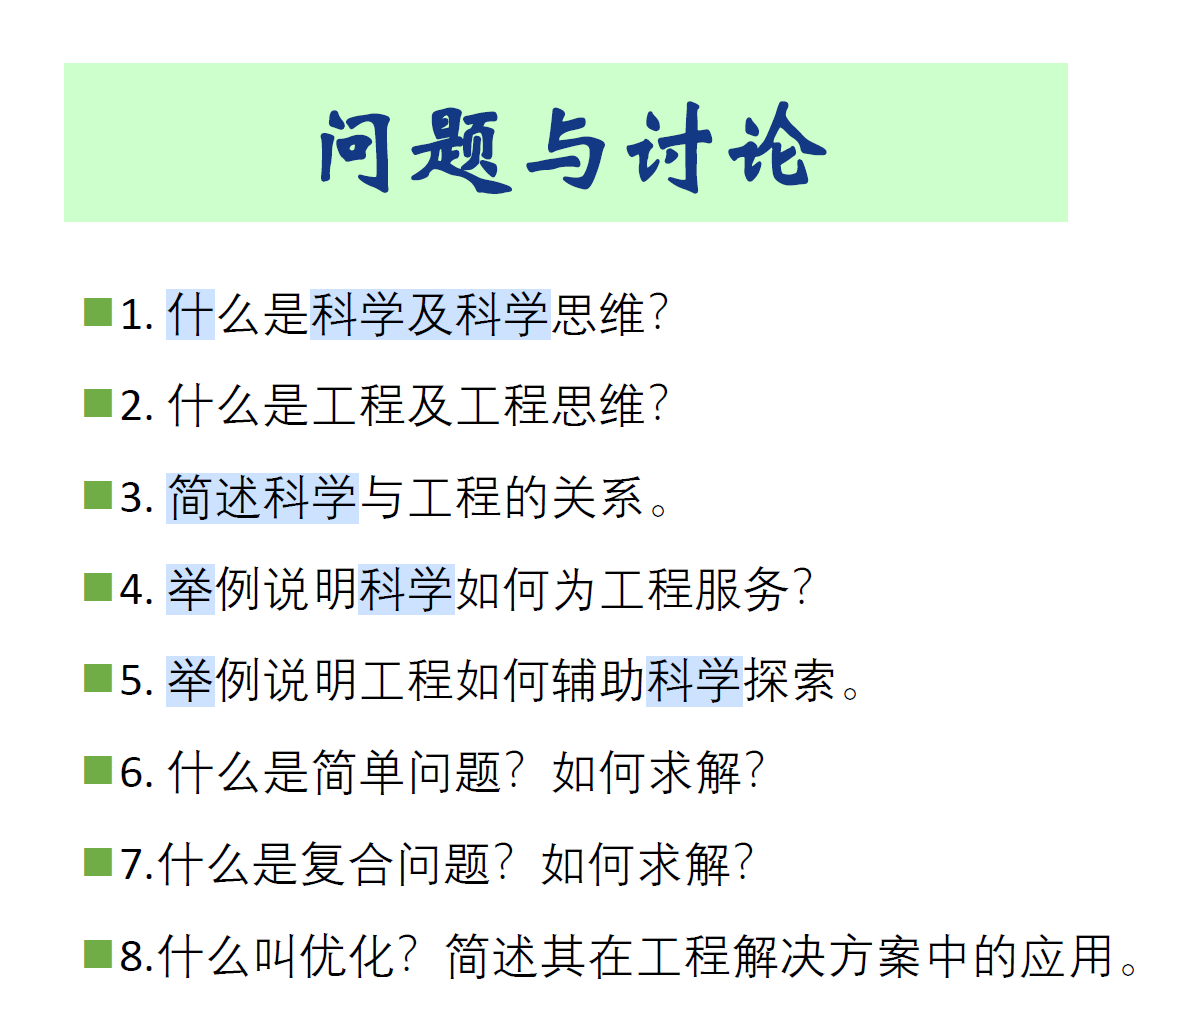 问题与讨论
1. 什么是科学及科学思维？
2. 什么是工程及工程思维？
3. 简述科学与工程的关系。
4. 举例说明科学如何为工程服务？
5. 举例说明工程如何辅助科学探索。
6. 什么是简单问题？如何求解？
7.什么是复合问题？如何求解？
8.什么叫优化？简述其在工程解决方案中的应用。